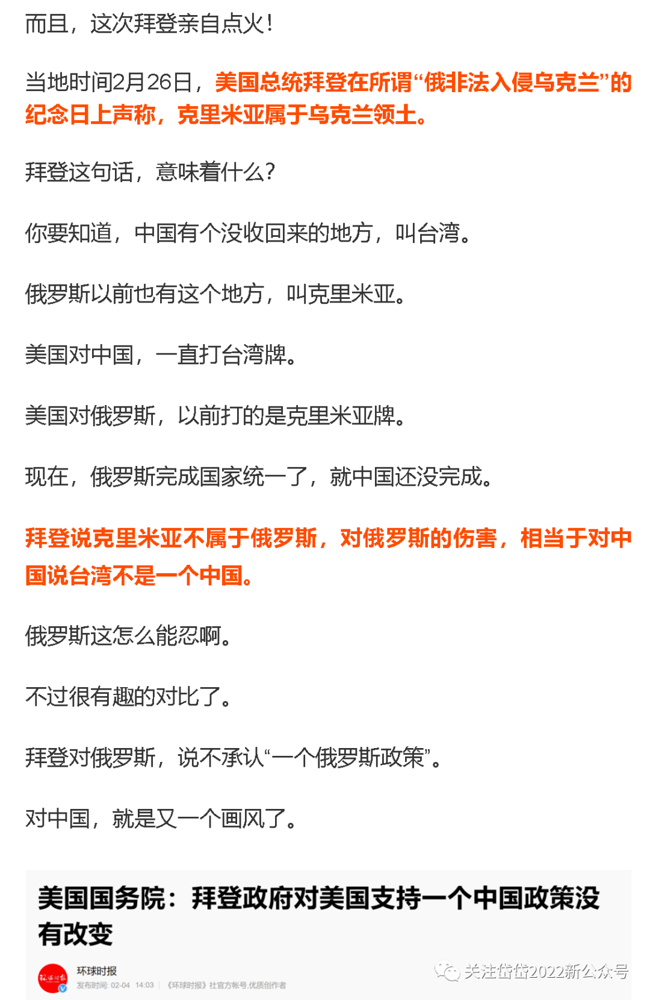 而且，这次拜登亲自点火！
当地时间2月26日，美国总统拜登在所谓“俄非法入侵乌克兰”的
纪念日上声称，克里米亚属于乌克兰领土。
拜登这句话，意味着什么？
你要知道，中国有个没收回来的地方，叫台湾。
俄罗斯以前也有这个地方，叫克里米亚。
美国对中国，一直打台湾牌。
美国对俄罗斯，以前打的是克里米亚牌。
现在，俄罗斯完成国家统一了，就中国还没完成。
拜登说克里米亚不属于俄罗斯，对俄罗斯的伤害，相当于对中
国说台湾不是一个中国。
俄罗斯这怎么能忍啊。
不过很有趣的对比了。
拜登对俄罗斯，说不承认“一个俄罗斯政策”。
对中国，就是又一个画风了。
美国国务院：拜登政府对美国支持一个中国政策没
有改变
环球时报
环球时报
发布时间: 02-04 14:03 | 《环球时报》社官方帐号,优质创作者
关注岱岱2022新公众号